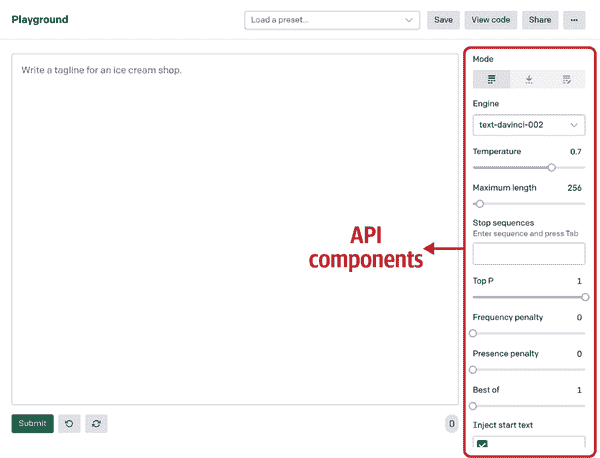 Playground
Load a preset...
Save
View code
Share
...
Write a tagline for an ice cream shop.
Mode
Engine
text-davinci-002
Temperature 0.7
Maximum length 256
Stop sequences
Enter sequence and press Tab
API
components
Top P 1
Frequency penalty 0
Presence penalty 0
Best of 1
Inject start text
Submit
0